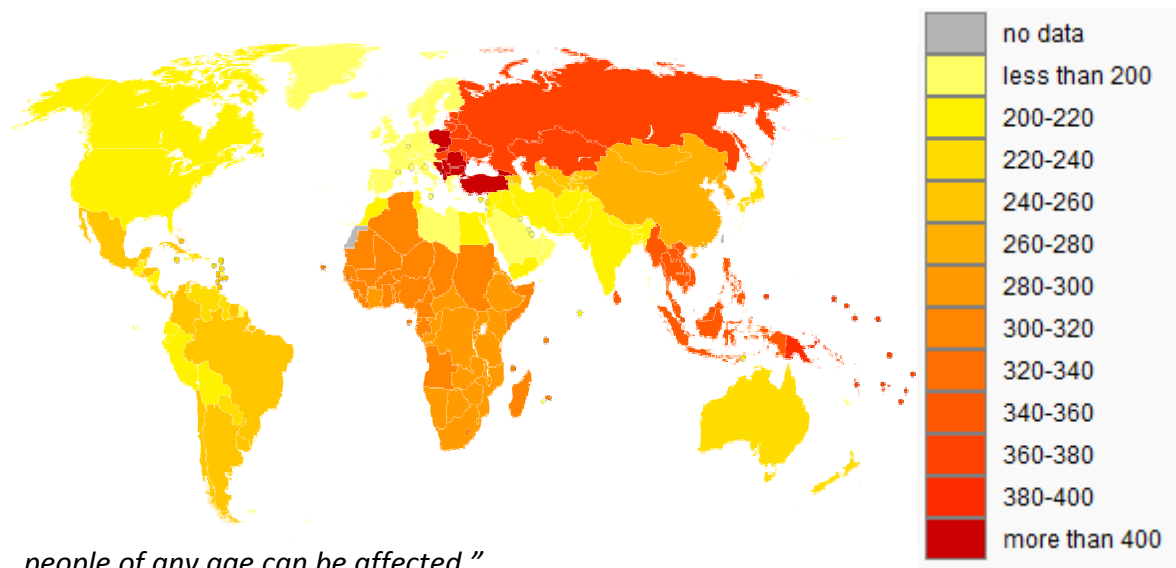 no data
less than 200
200-220
220-240
240-260
260-280
280-300
300-320
320-340
340-360
360-380
380-400
more than 400
people of any age can be affected.”